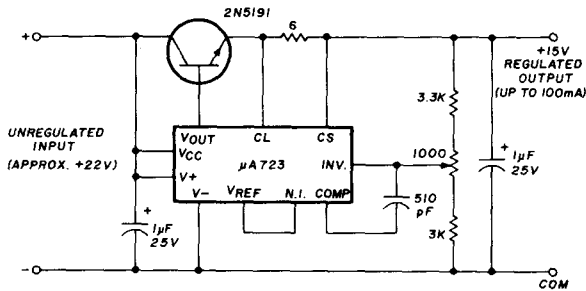 2N5191
6
+
+
+15V
REGULATED
OUTPUT
(UP TO 100mA)
3.3K
VOUT
CL
CS
UNREGULATED
INPUT
(APPROX. +22V)
VCC
μA723
INV.
1000
V+
V-
VREF
N.I.
COMP
+
1μF
25V
+
1μF
25V
510
pF
3K
-
COM